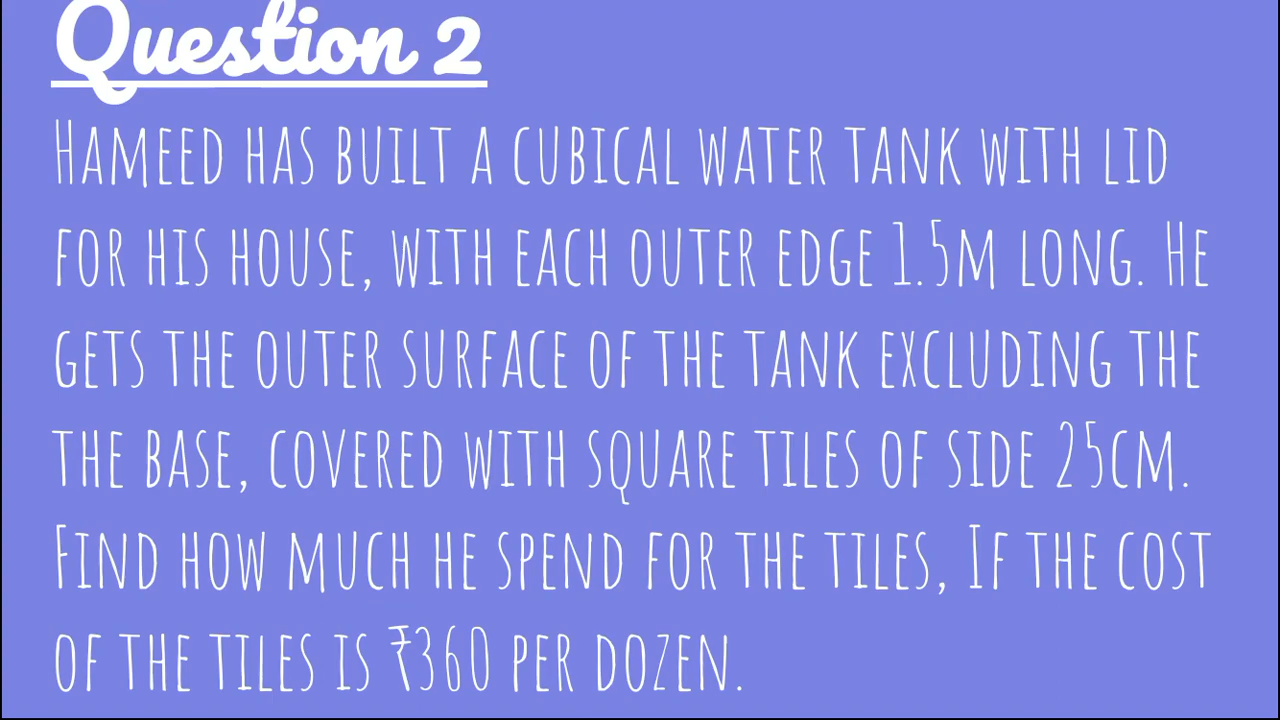 Question 2
Hameed has built a cubical water tank with lid
for his house, with each outer edge 1.5m long. He
gets the outer surface of the tank excluding the
the base, covered with square tiles of side 25cm.
Find how much he spend for the tiles, If the cost
of the tiles is ₹360 per dozen.